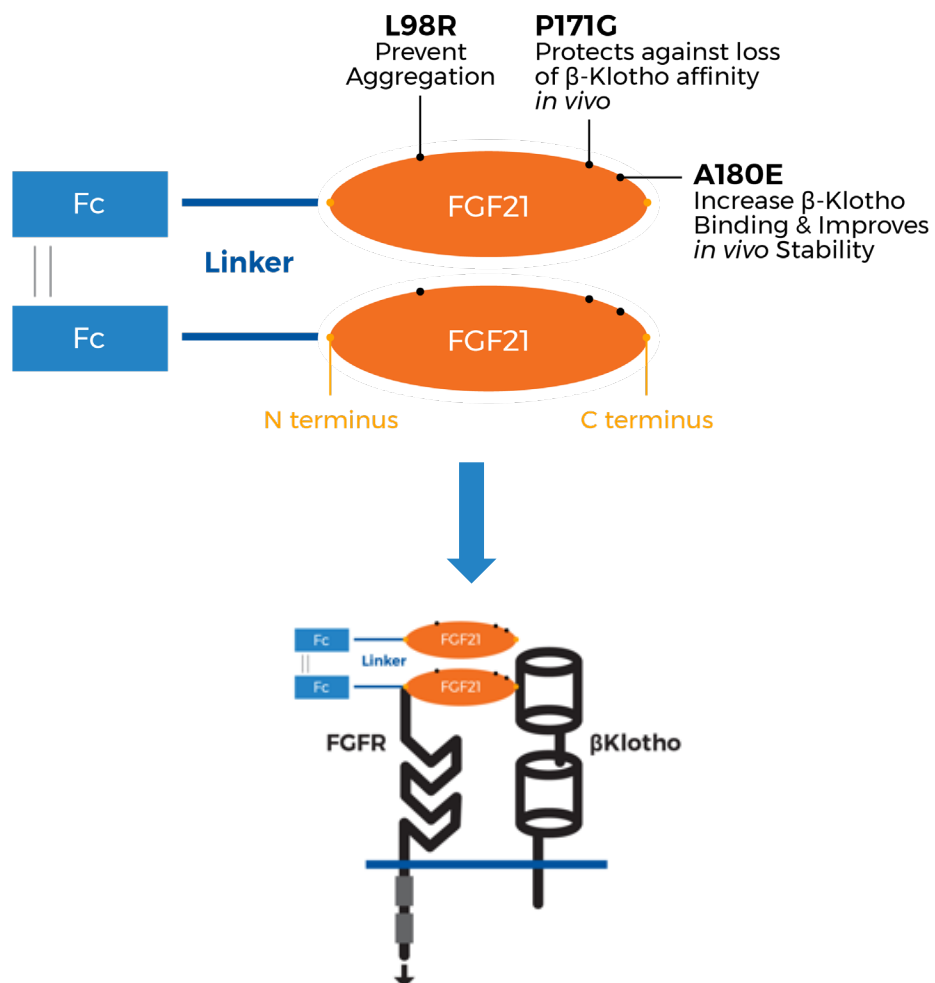 L98R
Prevent
Aggregation
P171G
Protects against loss
of β-Klotho affinity
in vivo
A180E
Increase β-Klotho
Binding & Improves
in vivo Stability
Fc
FGF21
Linker
Fc
FGF21
N terminus
C terminus
Fc
FGF21
Linker
Fc
FGF21
FGFR
βKlotho